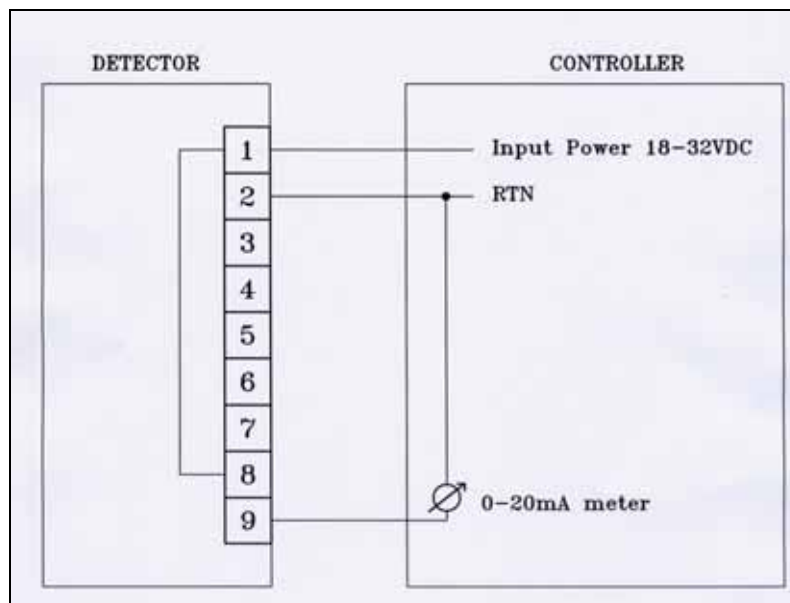 DETECTOR
CONTROLLER
1
Input Power 18-32VDC
2
RTN
3
4
5
6
7
8
9
0-20mA meter